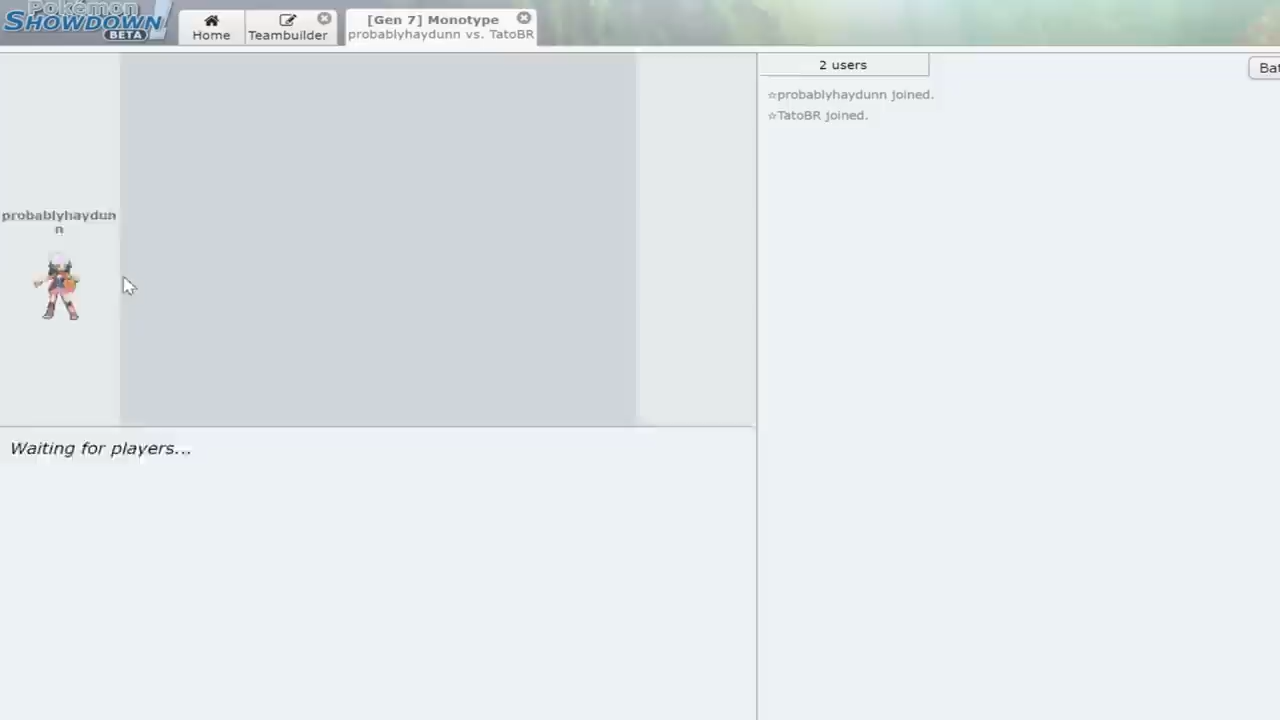 Pokémon
SHOWDOWN!
BETA
Home
Teambuilder
[Gen 7] Monotype
probablyhaydunn vs. TatoBR
2 users
Bat
☆probablyhaydunn joined.
☆TatoBR joined.
probablyhaydun
n
Waiting for players...